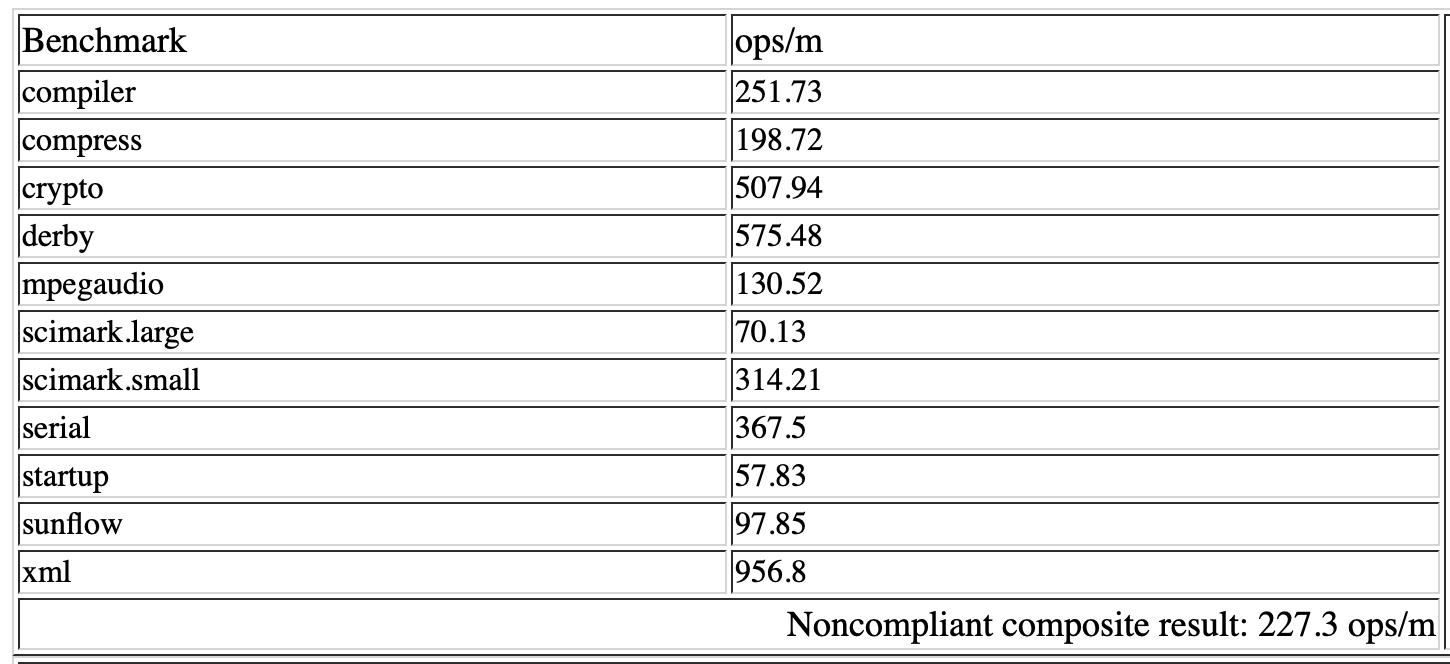 Benchmark ops/m
compiler 251.73
compress 198.72
crypto 507.94
derby 575.48
mpegaudio 130.52
scimark.large 70.13
scimark.small 314.21
serial 367.5
startup 57.83
sunflow 97.85
xml 956.8
Noncompliant composite result: 227.3 ops/m